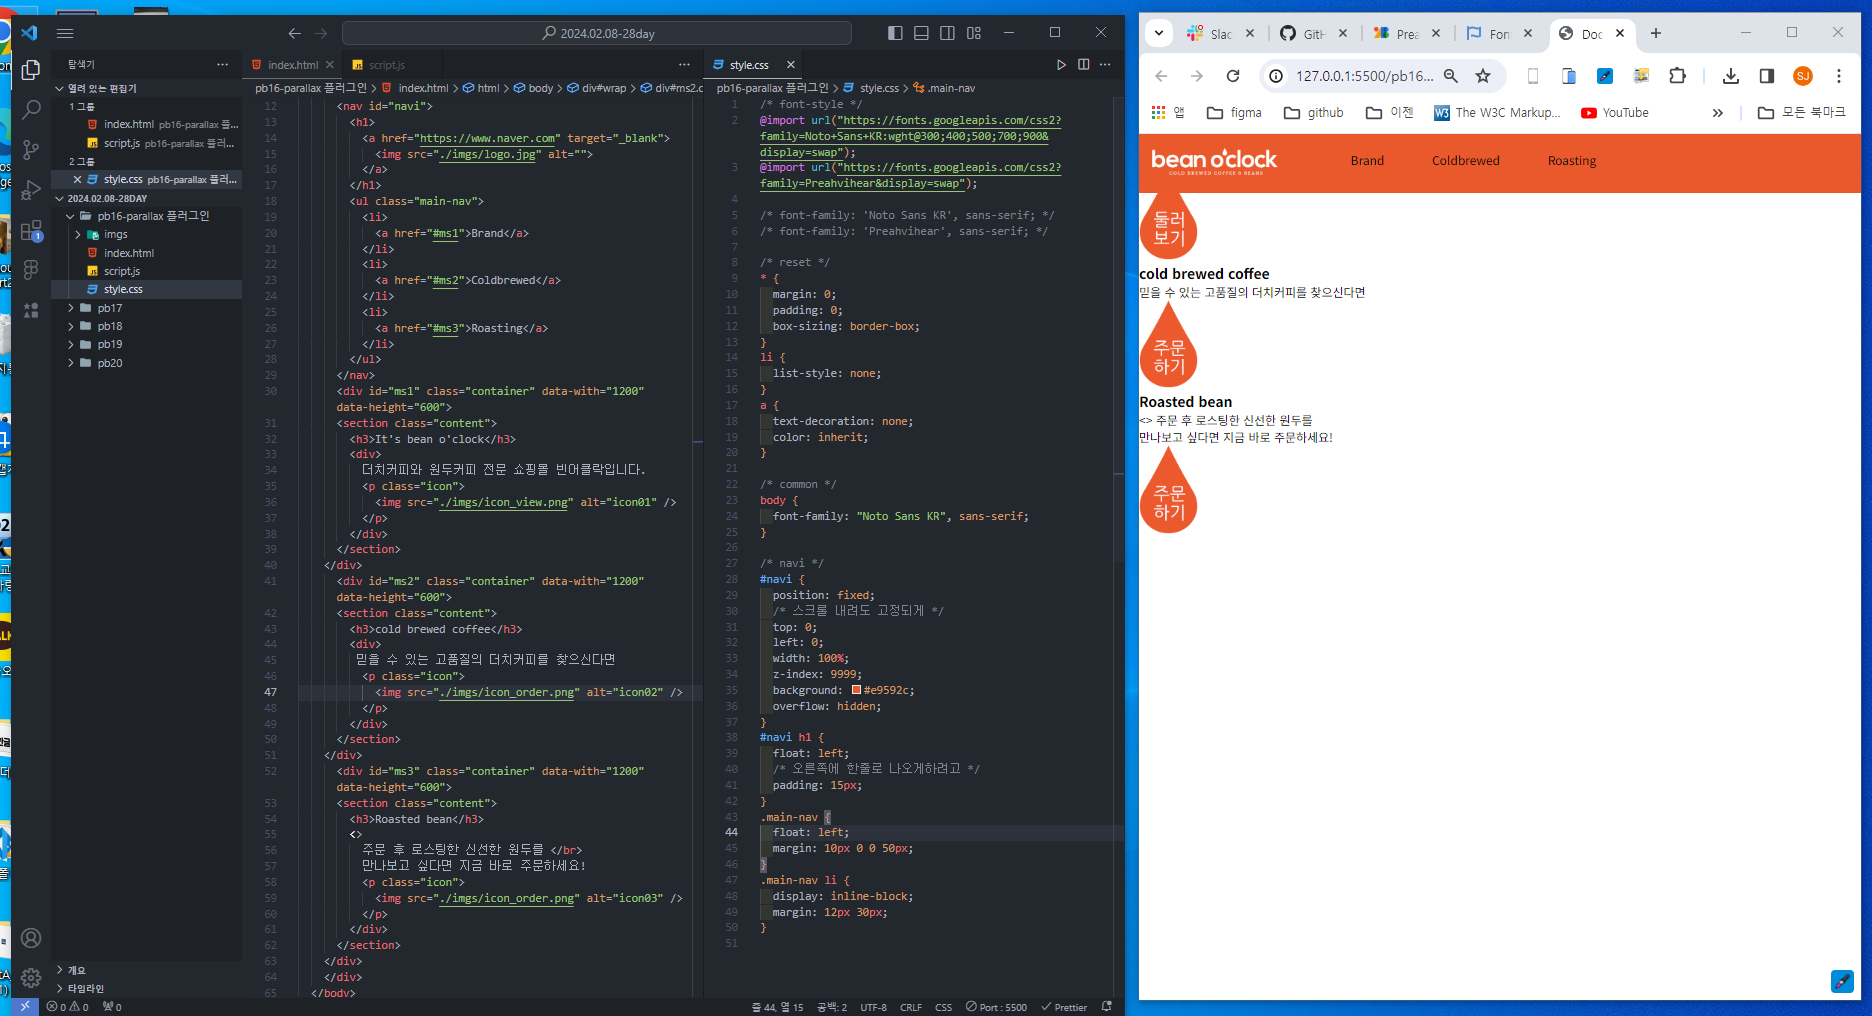 2024.02.08-28day
탐색기
열려 있는 편집기
1 그룹
index.html pb16-parallax 플...
script.js pb16-parallax 플러...
2 그룹
style.css pb16-parallax 플러...
2024.02.08-28DAY
pb16-parallax 플러그인
imgs
index.html
script.js
style.css
pb17
pb18
pb19
pb20
개요
타임라인
index.html
script.js
pb16-parallax 플러그인 > index.html > html > body > div#wrap > div#ms2.c
12 <nav id="navi">
13 <h1>
14 <a href="https://www.naver.com" target="_blank">
15 <img src="./imgs/logo.jpg" alt="">
16 </a>
17 </h1>
18 <ul class="main-nav">
19 <li>
20 <a href="#ms1">Brand</a>
21 </li>
22 <li>
23 <a href="#ms2">Coldbrewed</a>
24 </li>
25 <li>
26 <a href="#ms3">Roasting</a>
27 </li>
28 </ul>
29 </nav>
30 <div id="ms1" class="container" data-with="1200"
data-height="600">
31 <section class="content">
32 <h3>It's bean o'clock</h3>
33 <div>
34 더치커피와 원두커피 전문 쇼핑몰 빈어클락입니다.
35 <p class="icon">
36 <img src="./imgs/icon_view.png" alt="icon01" />
37 </p>
38 </div>
39 </section>
40 </div>
41 <div id="ms2" class="container" data-with="1200"
data-height="600">
42 <section class="content">
43 <h3>cold brewed coffee</h3>
44 <div>
45 믿을 수 있는 고품질의 더치커피를 찾으신다면
46 <p class="icon">
47 <img src="./imgs/icon_order.png" alt="icon02" />
48 </p>
49 </div>
50 </section>
51 </div>
52 <div id="ms3" class="container" data-with="1200"
data-height="600">
53 <section class="content">
54 <h3>Roasted bean</h3>
55 <>
56 주문 후 로스팅한 신선한 원두를 </br>
57 만나보고 싶다면 지금 바로 주문하세요!
58 <p class="icon">
59 <img src="./imgs/icon_order.png" alt="icon03" />
60 </p>
61 </div>
62 </section>
63 </div>
64 </div>
65 </body>
style.css
pb16-parallax 플러그인 > style.css > .main-nav
1 /* font-style */
2 @import url("https://fonts.googleapis.com/css2?
family=Noto+Sans+KR:wght@300;400;500;700;900&
display=swap");
3 @import url("https://fonts.googleapis.com/css2?
family=Preahvihear&display=swap");
4
5 /* font-family: 'Noto Sans KR', sans-serif; */
6 /* font-family: 'Preahvihear', sans-serif; */
7
8 /* reset */
9 * {
10 margin: 0;
11 padding: 0;
12 box-sizing: border-box;
13 }
14 li {
15 list-style: none;
16 }
17 a {
18 text-decoration: none;
19 color: inherit;
20 }
21
22 /* common */
23 body {
24 font-family: "Noto Sans KR", sans-serif;
25 }
26
27 /* navi */
28 #navi {
29 position: fixed;
30 /* 스크롤 내려도 고정되게 */
31 top: 0;
32 left: 0;
33 width: 100%;
34 z-index: 9999;
35 background: #e9592c;
36 overflow: hidden;
37 }
38 #navi h1 {
39 float: left;
40 /* 오른쪽에 한줄로 나오게하려고 */
41 padding: 15px;
42 }
43 .main-nav {
44 float: left;
45 margin: 10px 0 0 50px;
46 }
47 .main-nav li {
48 display: inline-block;
49 margin: 12px 30px;
50 }
51
0 0 0
줄 44, 열 15 공백: 2 UTF-8 CRLF CSS Port : 5500 Prettier
Slac
GitH
Prea
Fon
Doc
127.0.0.1:5500/pb16...
SJ
앱
figma
github
이젠
The W3C Markup...
YouTube
모든 북마크
bean o'clock
COLD BREWED COFFEE & BEANS
Brand
Coldbrewed
Roasting
둘러
보기
cold brewed coffee
믿을 수 있는 고품질의 더치커피를 찾으신다면
주문
하기
Roasted bean
<> 주문 후 로스팅한 신선한 원두를
만나보고 싶다면 지금 바로 주문하세요!
주문
하기